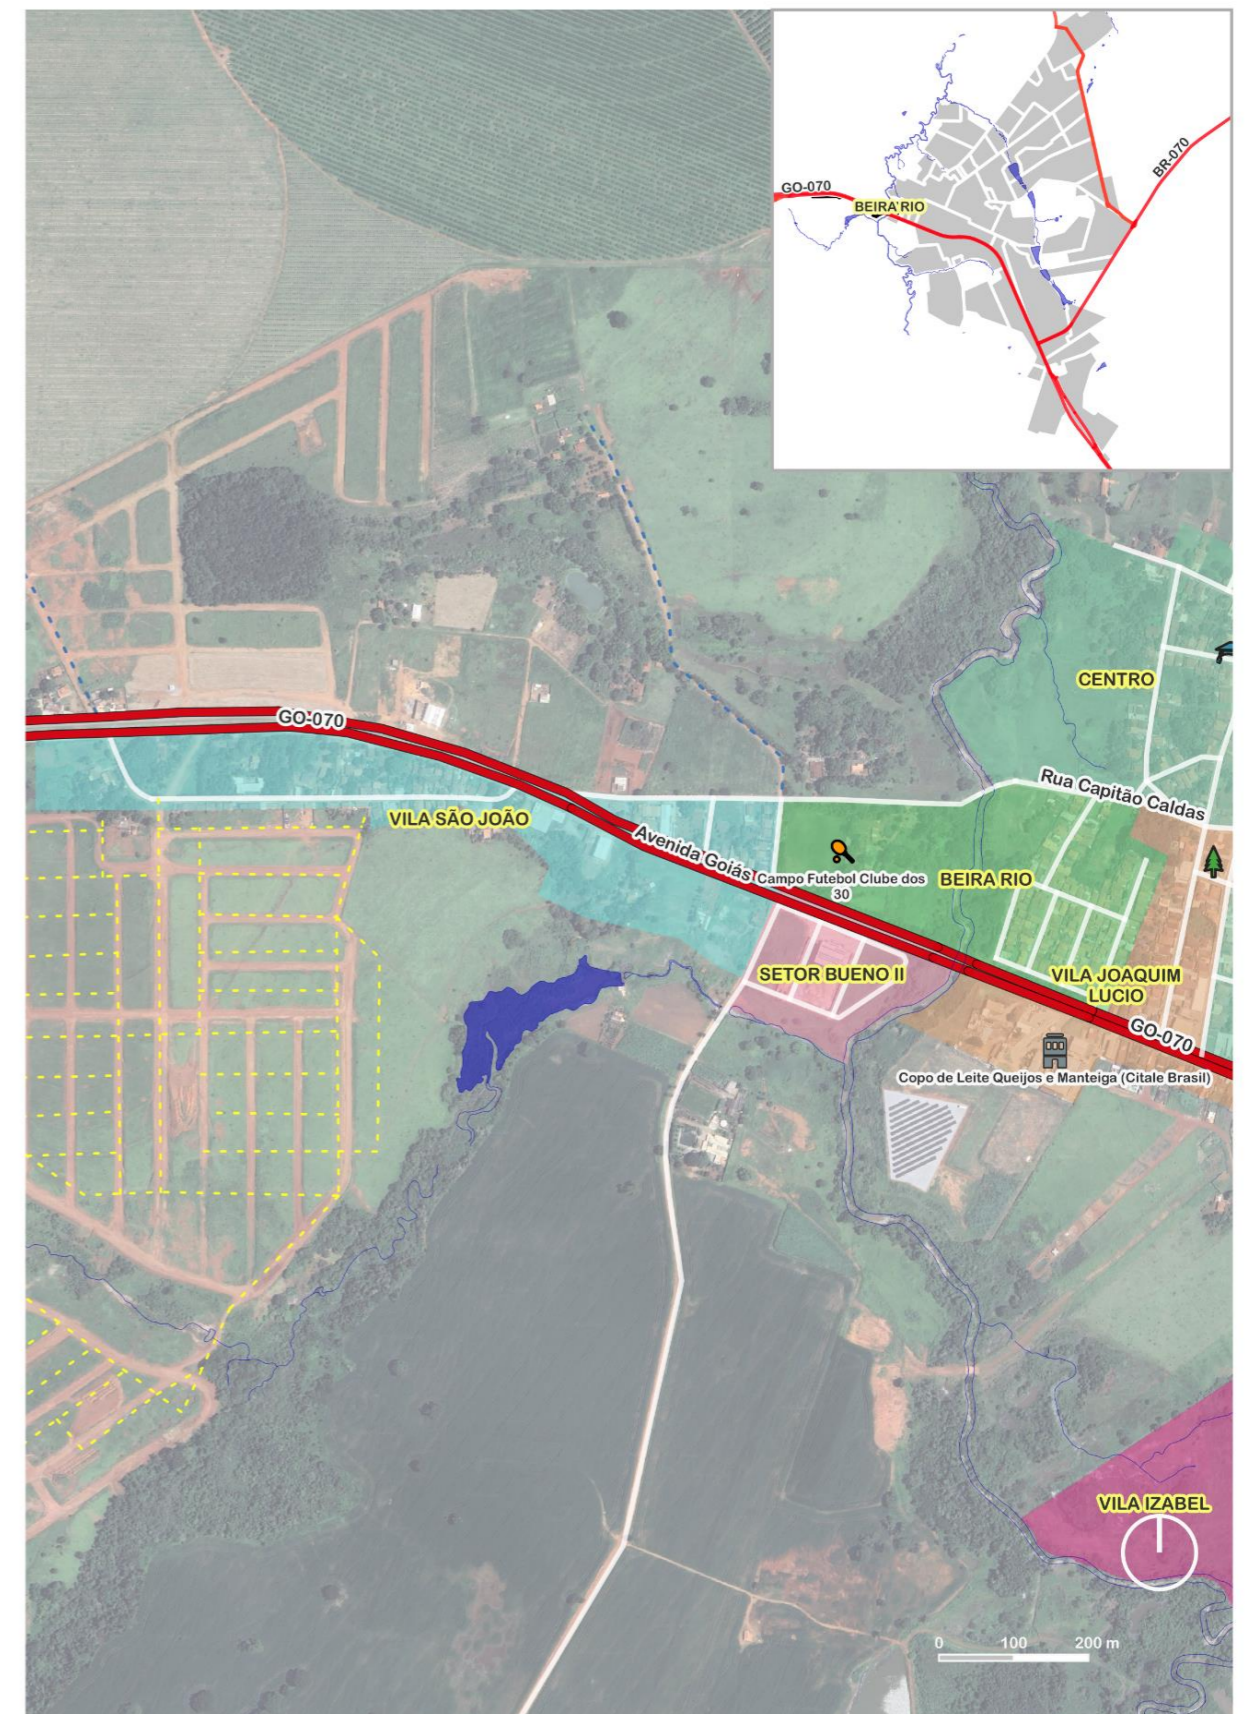 BR-070
GO-070
BEIRA RIO
CENTRO
GO-070
Rua Capitão Caldas
VILA SÃO JOÃO
Avenida Goiás
Campo Futebol Clube dos
30
BEIRA RIO
SETOR BUENO II
VILA JOAQUIM
LUCIO
GO-070
Copo de Leite Queijos e Manteiga (Citale Brasil)
VILA IZABEL
0 100 200 m